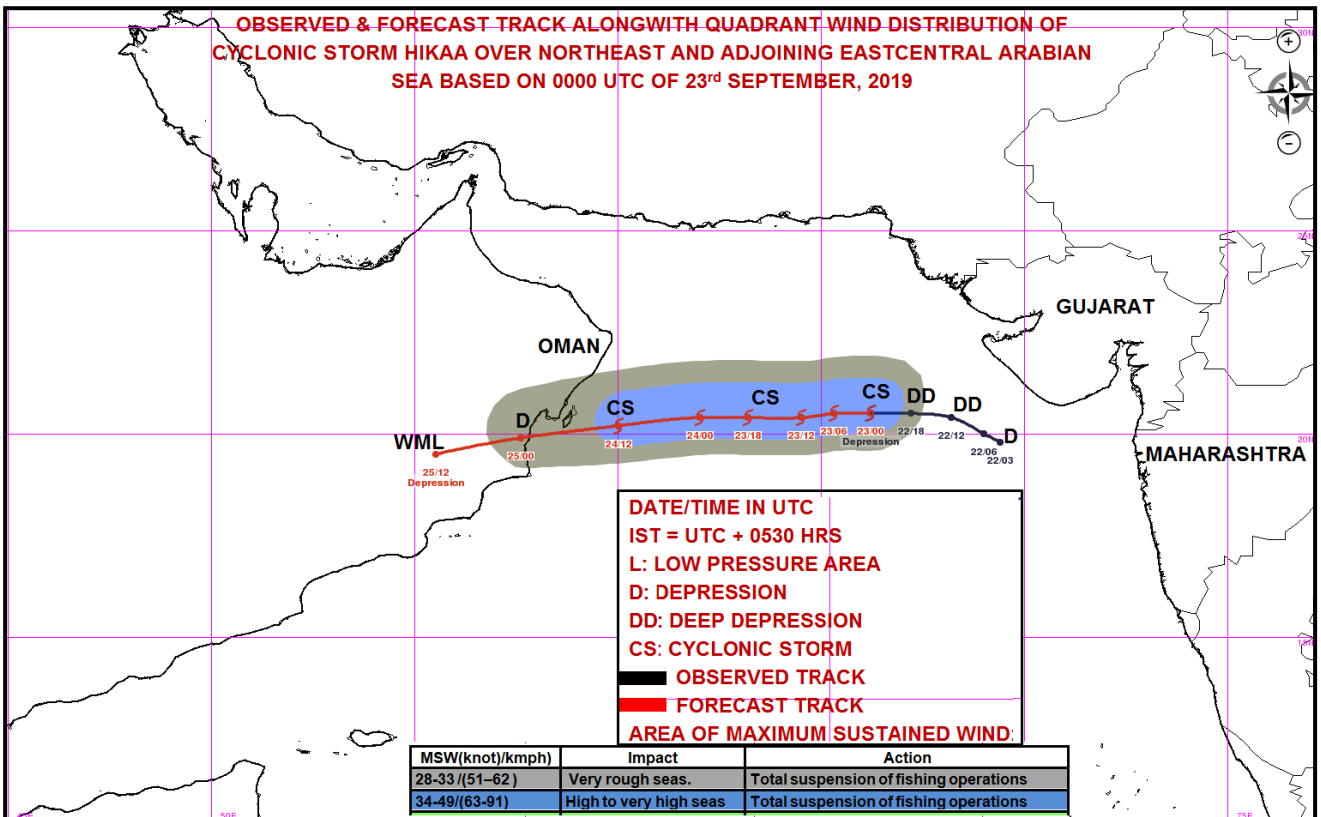 OBSERVED & FORECAST TRACK ALONGWITH QUADRANT WIND DISTRIBUTION OF
CYCLONIC STORM HIKAA OVER NORTHEAST AND ADJOINING EASTCENTRAL ARABIAN
SEA BASED ON 0000 UTC OF 23rd SEPTEMBER, 2019
30N
+
-
25N
GUJARAT
OMAN
CS CS CS DD DD
D
24/12 24/00 23/18 23/12 23/06 23/00 22/18 22/12
Depression
WML
25/00
D
22/06
22/03
20N
MAHARASHTRA
25/12
Depression
DATE/TIME IN UTC
IST = UTC + 0530 HRS
L: LOW PRESSURE AREA
D: DEPRESSION
DD: DEEP DEPRESSION
CS: CYCLONIC STORM
OBSERVED TRACK
FORECAST TRACK
AREA OF MAXIMUM SUSTAINED WIND:
15N
MSW(knot)/kmph) Impact Action
28-33 /(51–62 ) Very rough seas. Total suspension of fishing operations
34-49/(63-91) High to very high seas Total suspension of fishing operations
50E
75E